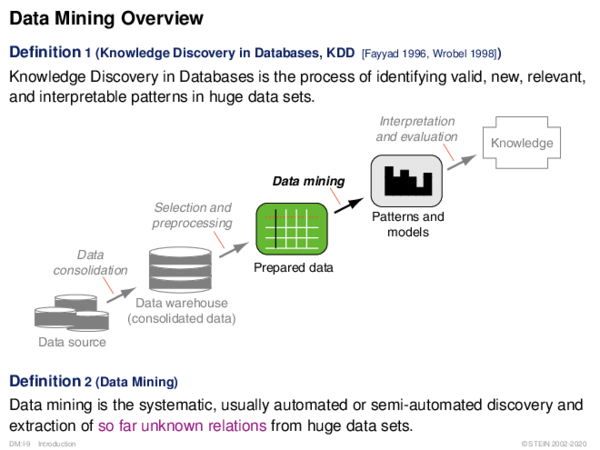 Data Mining Overview
Definition 1 (Knowledge Discovery in Databases, KDD [Fayyad 1996, Wrobel 1998])
Knowledge Discovery in Databases is the process of identifying valid, new, relevant,
and interpretable patterns in huge data sets.
Interpretation
and evaluation
Knowledge
Data mining
Patterns and
models
Selection and
preprocessing
Prepared data
Data
consolidation
Data warehouse
(consolidated data)
Data source
Definition 2 (Data Mining)
Data mining is the systematic, usually automated or semi-automated discovery and
extraction of so far unknown relations from huge data sets.
DM:I-9 Introduction ©STEIN 2002-2020